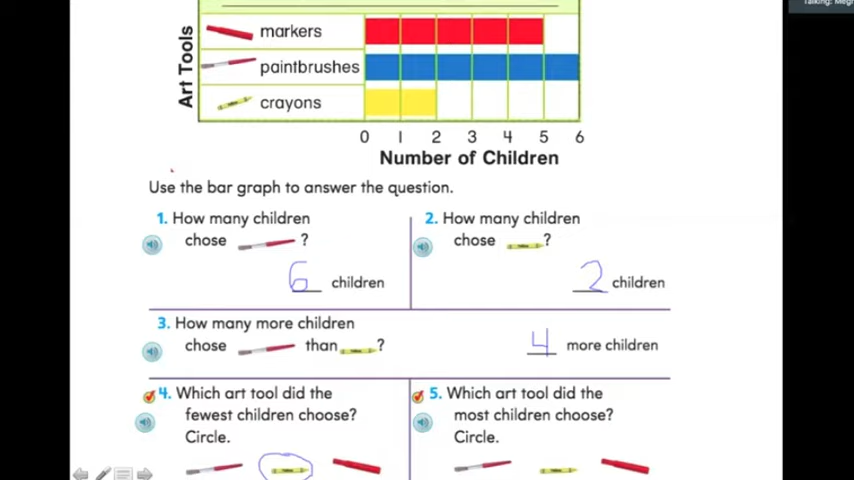 Talking: Megh
Art Tools
markers
paintbrushes
crayons
0 1 2 3 4 5 6
Number of Children
Use the bar graph to answer the question.
1. How many children
chose ?
6 children
2. How many children
chose ?
2 children
3. How many more children
chose than ?
4 more children
4. Which art tool did the
fewest children choose?
Circle.
5. Which art tool did the
most children choose?
Circle.